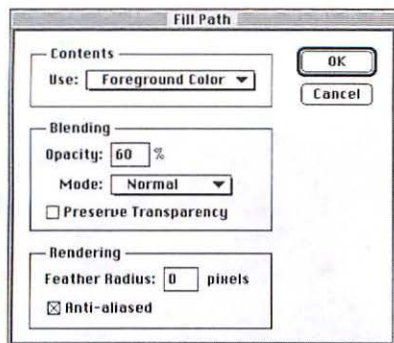 Fill Path
Contents
Use: Foreground Color
OK
Cancel
Blending
Opacity: 60 %
Mode: Normal
Preserve Transparency
Rendering
Feather Radius: 0 pixels
Anti-aliased